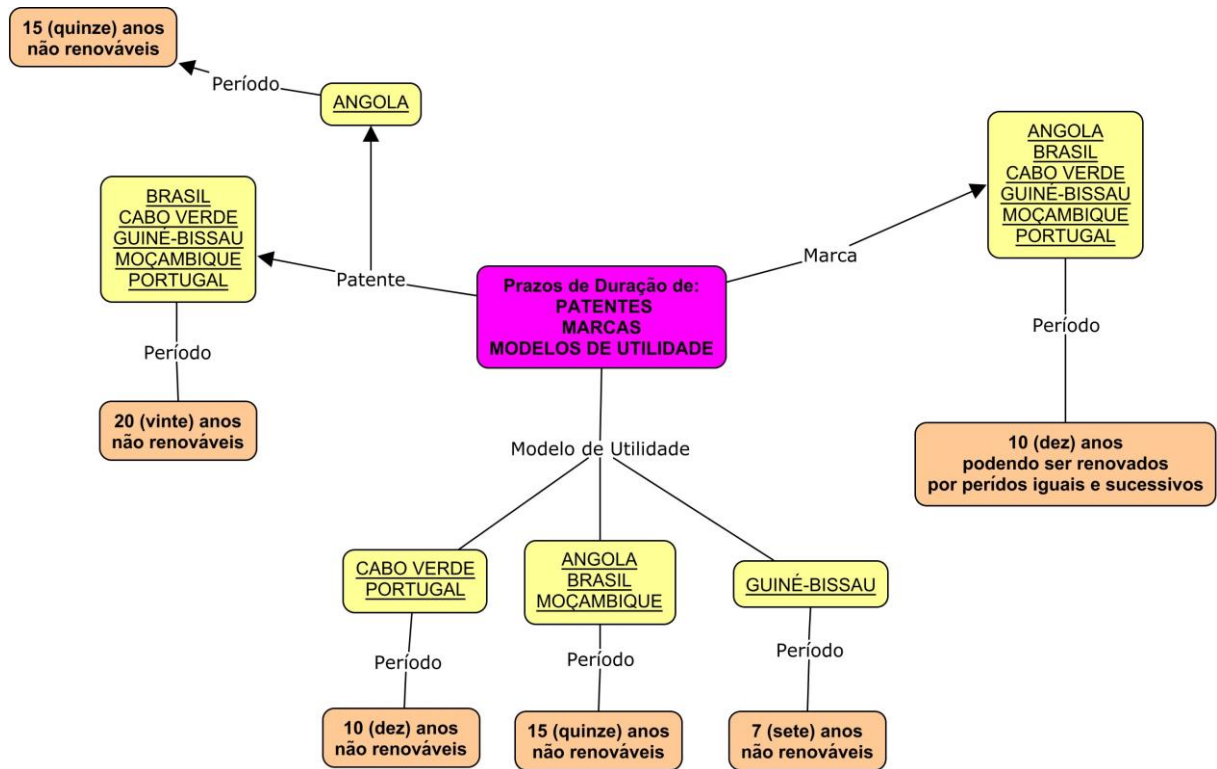 15 (quinze) anos
não renováveis
Período
ANGOLA
BRASIL
CABO VERDE
GUINÉ-BISSAU
MOÇAMBIQUE
PORTUGAL
Patente
Período
20 (vinte) anos
não renováveis
Prazos de Duração de:
PATENTES
MARCAS
MODELOS DE UTILIDADE
Marca
ANGOLA
BRASIL
CABO VERDE
GUINÉ-BISSAU
MOÇAMBIQUE
PORTUGAL
Período
10 (dez) anos
podendo ser renovados
por perídos iguais e sucessivos
Modelo de Utilidade
CABO VERDE
PORTUGAL
Período
10 (dez) anos
não renováveis
ANGOLA
BRASIL
MOÇAMBIQUE
Período
15 (quinze) anos
não renováveis
GUINÉ-BISSAU
Período
7 (sete) anos
não renováveis